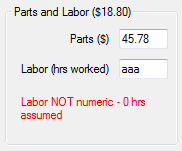 Parts and Labor ($18.80)
Parts ($) 45.78
Labor (hrs worked) aaa
Labor NOT numeric - 0 hrs
assumed